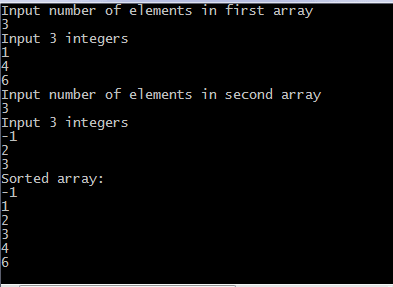 Input number of elements in first array
3
Input 3 integers
1
4
6
Input number of elements in second array
3
Input 3 integers
-1
2
3
Sorted array:
-1
1
2
3
4
6